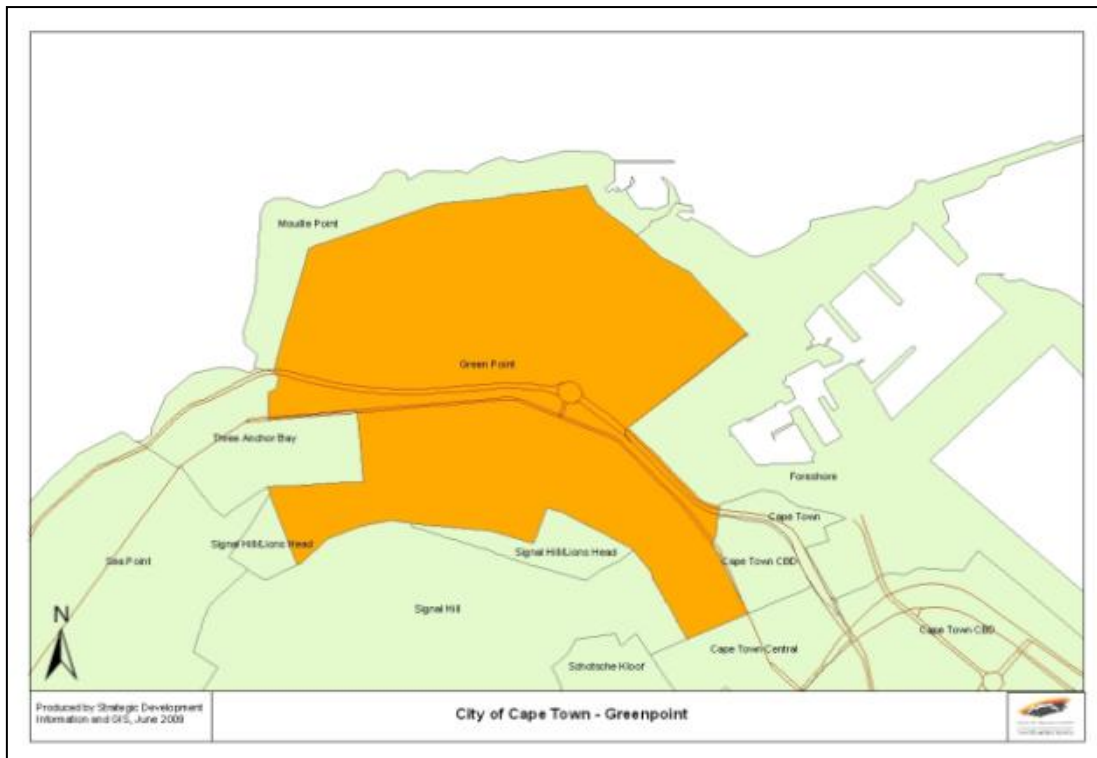 Mouille Point
Green Point
Three Anchor Bay
Foreshore
Cape Town
Signal Hill/Lions Head
Signal Hill/Lions Head
Sea Point
Cape Town CBD
Signal Hill
Cape Town CBD
Cape Town Central
Schotsche Kloof
N
Produced by Strategic Development
Information and GIS, June 2009
City of Cape Town - Greenpoint